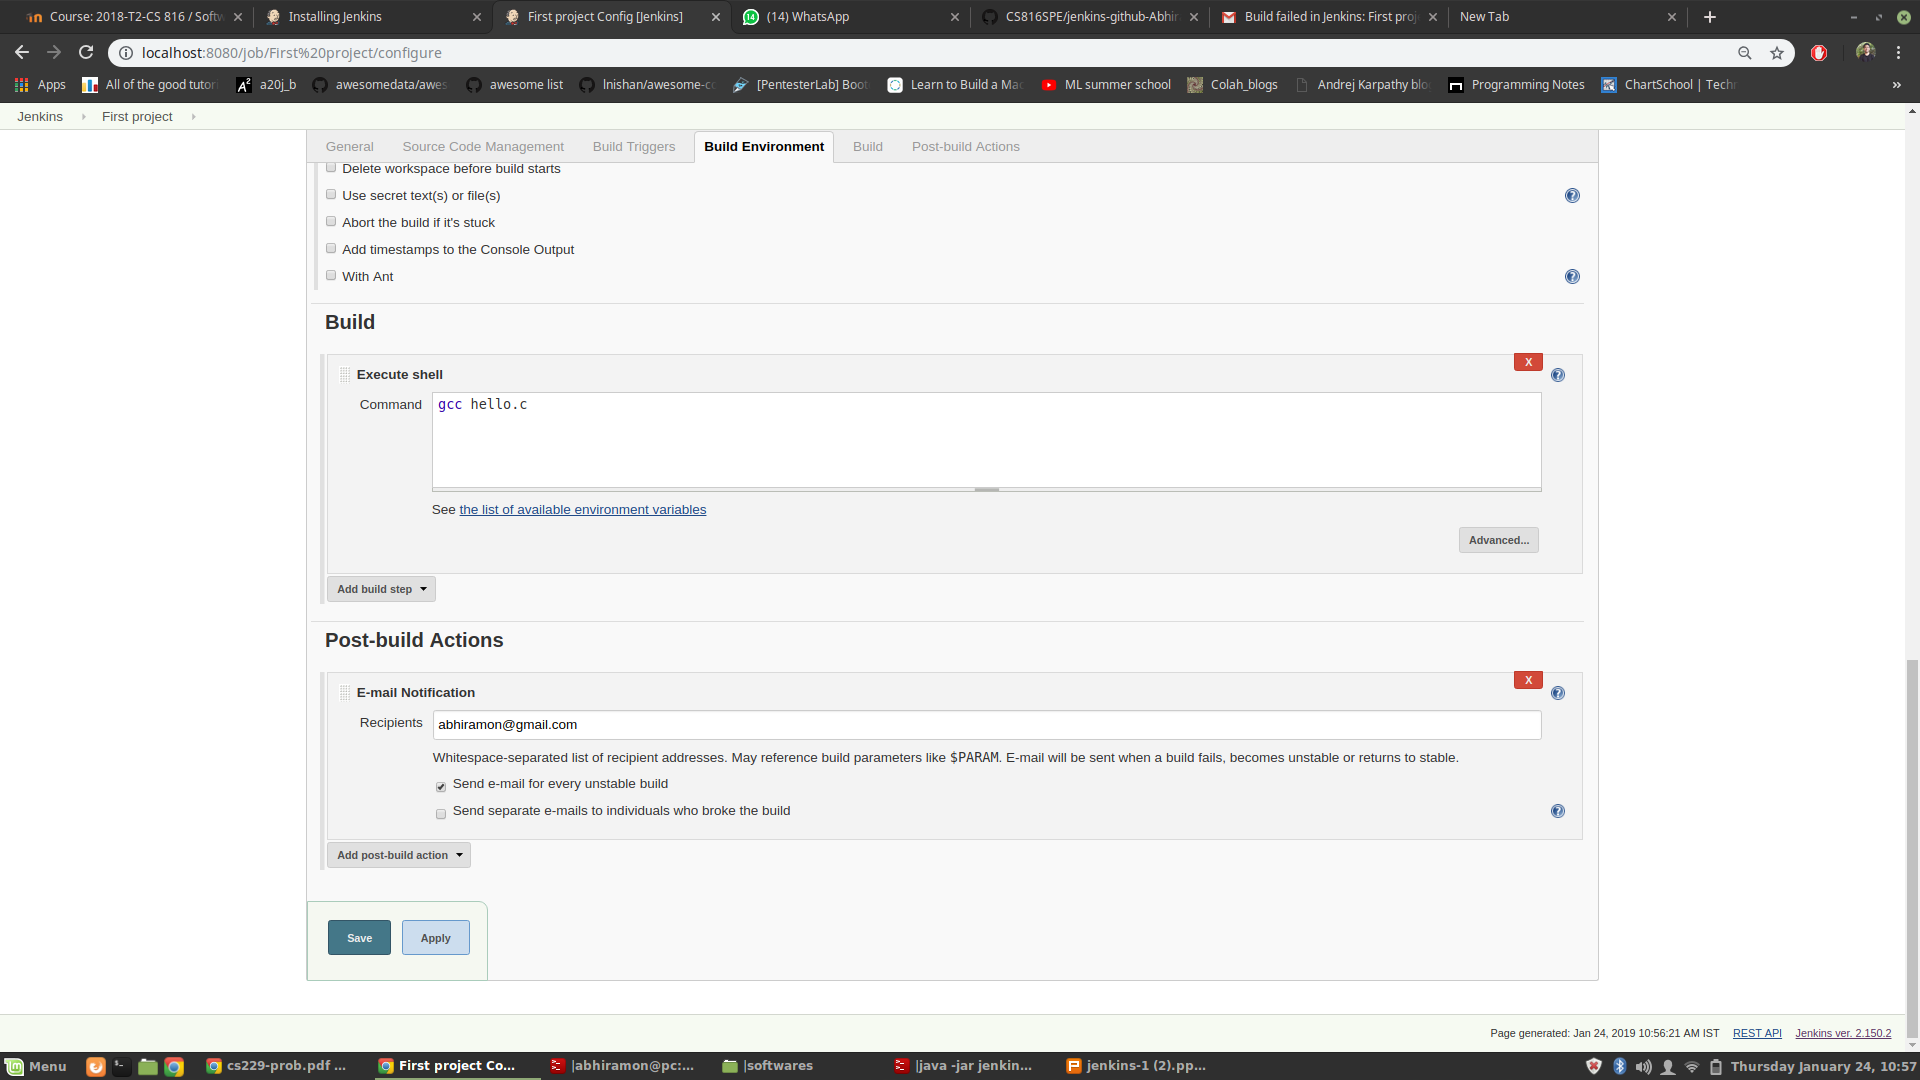 Course: 2018-T2-CS 816 / Softw
Installing Jenkins
First project Config [Jenkins]
(14) WhatsApp
CS816SPE/jenkins-github-Abhir
Build failed in Jenkins: First proj
New Tab
localhost:8080/job/First%20project/configure
Apps
All of the good tutor
a20j_b
awesomedata/awes
awesome list
lnishan/awesome-co
[PentesterLab] Boot
Learn to Build a Mac
ML summer school
Colah_blogs
Andrej Karpathy blo
Programming Notes
ChartSchool | Tech
»
Jenkins
First project
General
Source Code Management
Build Triggers
Build Environment
Build
Post-build Actions
Delete workspace before build starts
Use secret text(s) or file(s)
Abort the build if it's stuck
Add timestamps to the Console Output
With Ant
Build
X
Execute shell
Command
gcc hello.c
See the list of available environment variables
Advanced...
Add build step
Post-build Actions
X
E-mail Notification
Recipients
abhiramon@gmail.com
Whitespace-separated list of recipient addresses. May reference build parameters like $PARAM. E-mail will be sent when a build fails, becomes unstable or returns to stable.
Send e-mail for every unstable build
Send separate e-mails to individuals who broke the build
Add post-build action
Save
Apply
Page generated: Jan 24, 2019 10:56:21 AM IST
REST API
Jenkins ver. 2.150.2
Menu
cs229-prob.pdf ...
First project Co...
|abhiramon@pc:...
|softwares
|java -jar jenkin...
jenkins-1 (2).pp...
Thursday January 24, 10:57